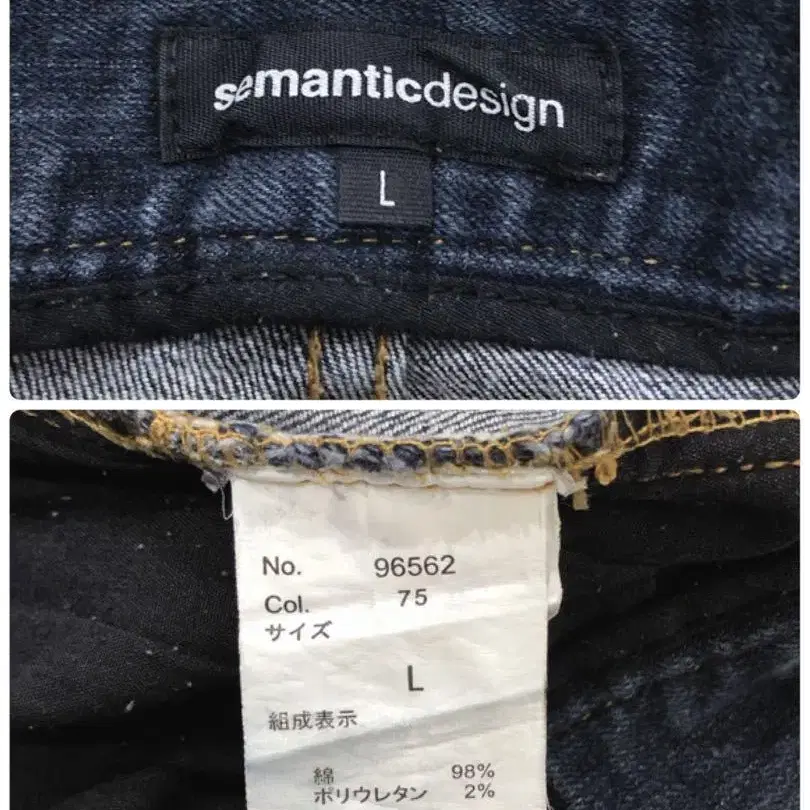 semanticdesign
L
No. 96562
Col. 75
サイズ
L
組成表示
綿 98%
ポリウレタン 2%